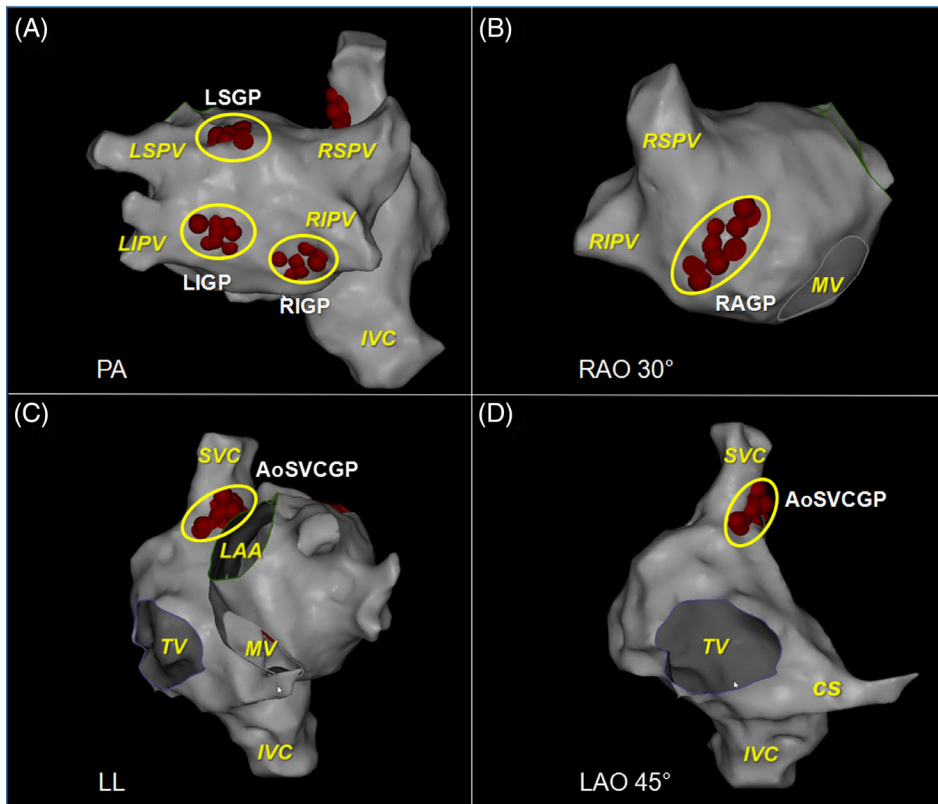 (A)
LSGP
LSPV
RSPV
RIPV
LIPV
LIGP
RIGP
IVC
PA
(B)
RSPV
RIPV
MV
RAGP
RAO 30°
(C)
SVC
AoSVCGP
LAA
TV
MV
IVC
LL
(D)
SVC
AoSVCGP
TV
CS
IVC
LAO 45°